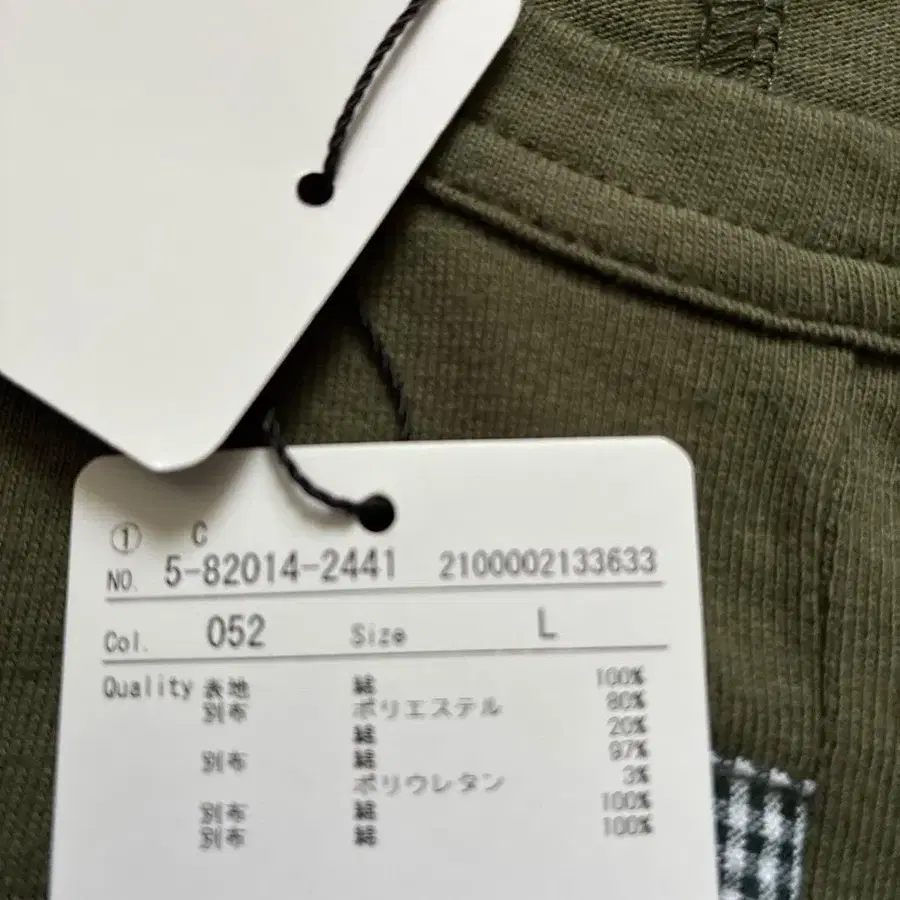 ① C
NO. 5-82014-2441 2100002133633
Col. 052 Size L
Quality 表地 綿 100%
別布 ポリエステル 80%
綿 20%
別布 綿 97%
ポリウレタン 3%
別布 綿 100%
別布 綿 100%